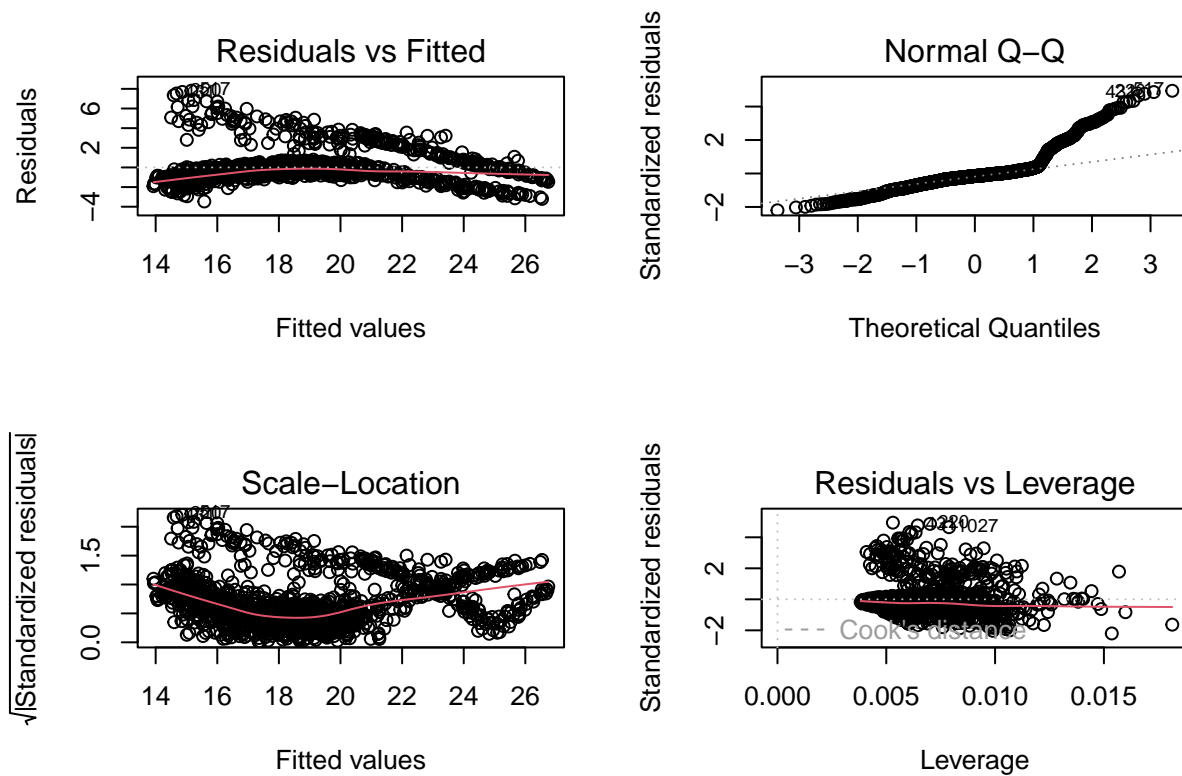 Residuals vs Fitted
Residuals
6
2
−4
14 16 18 20 22 24 26
Fitted values
Normal Q−Q
Standardized residuals
2
−2
−3 −2 −1 0 1 2 3
Theoretical Quantiles
Scale−Location
√|Standardized residuals|
1.5
0.0
14 16 18 20 22 24 26
Fitted values
Residuals vs Leverage
Standardized residuals
2
−2
1027
Cook's distance
0.000 0.005 0.010 0.015
Leverage